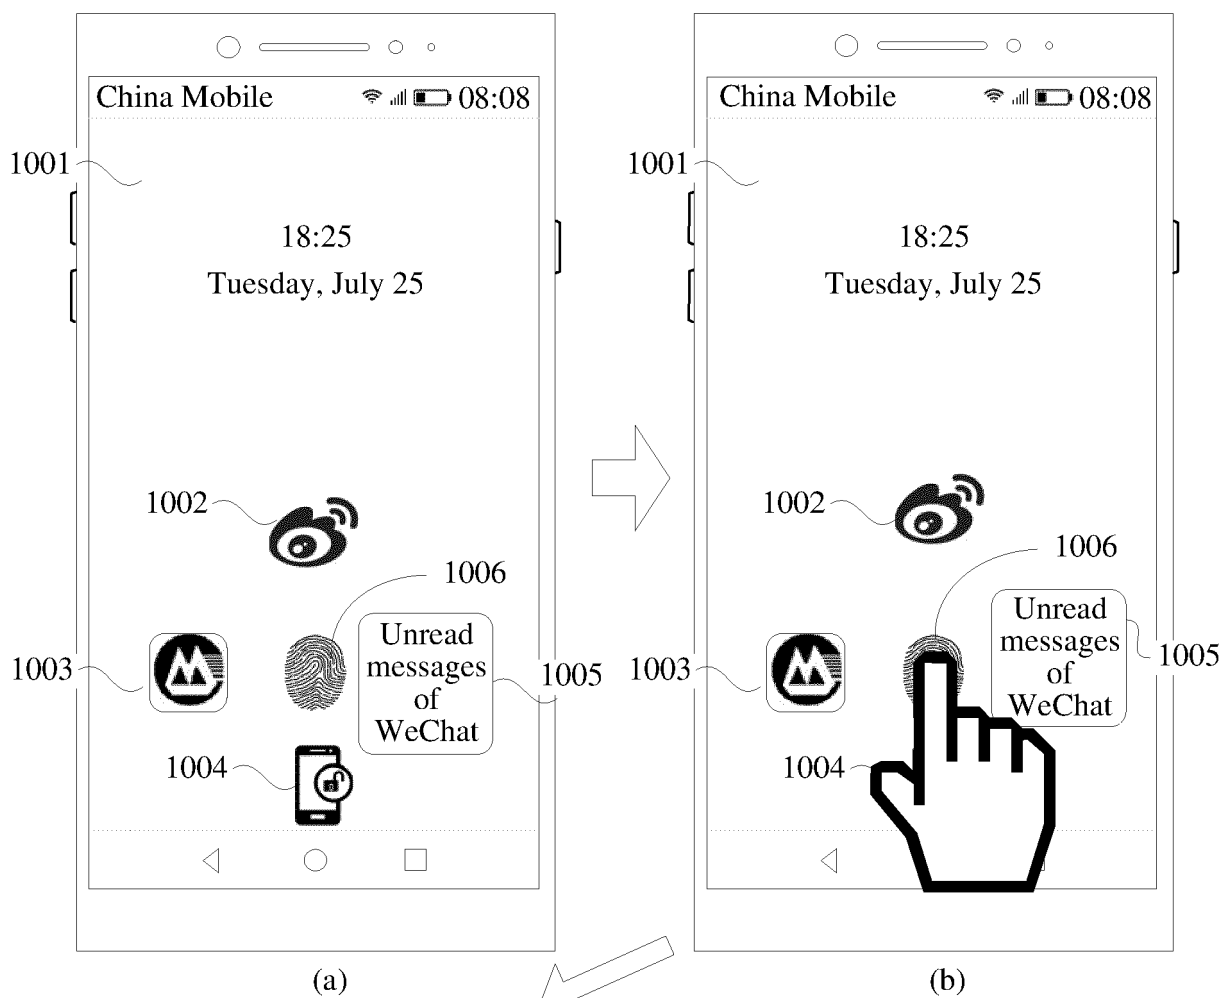 China Mobile 08:08
1001
18:25
Tuesday, July 25
1002
1006
1003
Unread
messages
of
WeChat
1005
1004
(a)
China Mobile 08:08
1001
18:25
Tuesday, July 25
1002
1006
1003
Unread
messages
of
WeChat
1005
1004
(b)